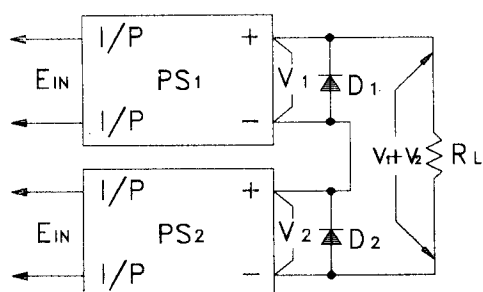 I/P
+
EIN
PS1
V1
D1
I/P
−
V1+V2
RL
I/P
+
EIN
PS2
V2
D2
I/P
−